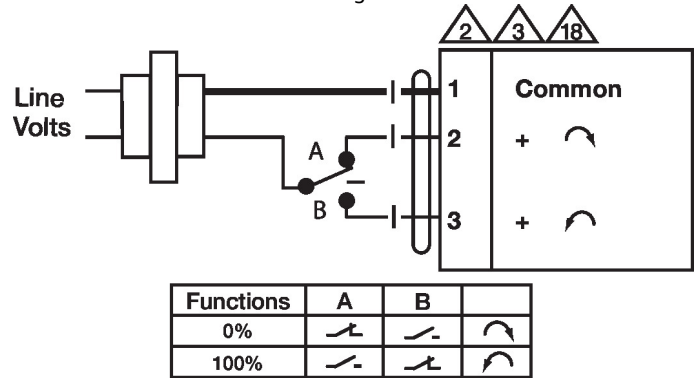 2 3 18
Line
Volts
1 Common
A
2 +
B
3 +
Functions A B
0%
100%